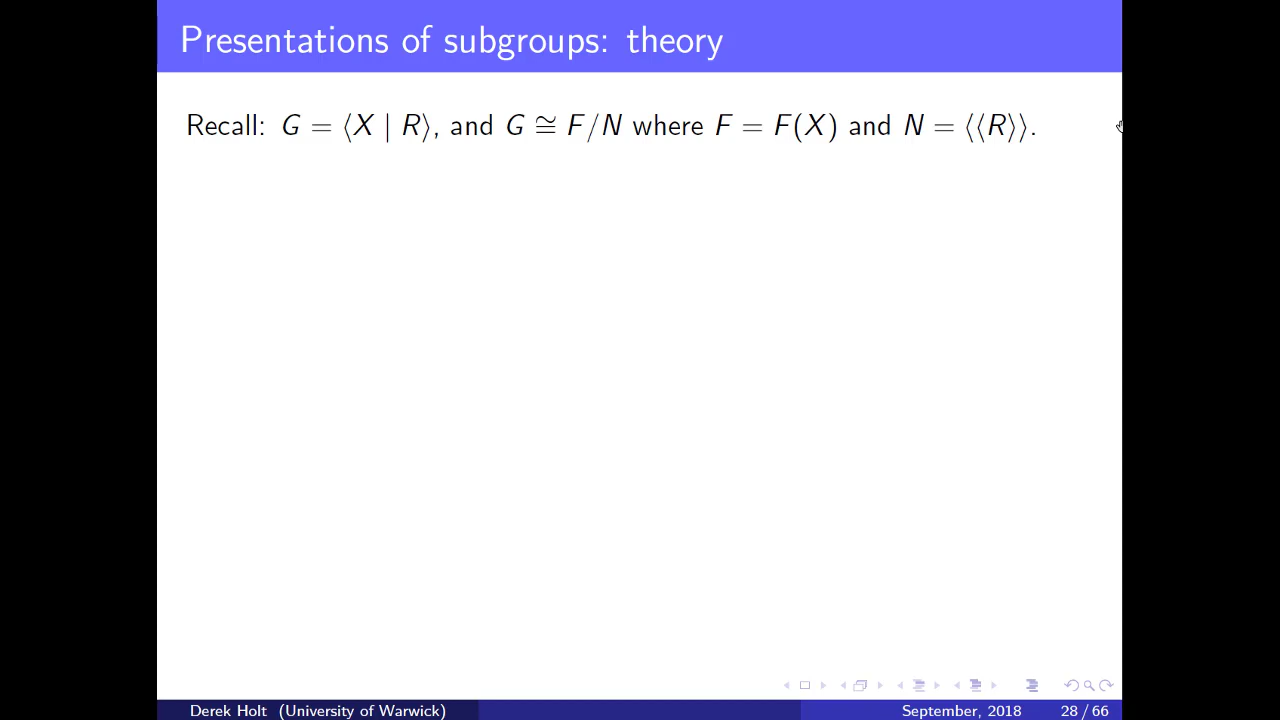 Presentations of subgroups: theory
Recall: G = ⟨X | R⟩, and G ≅ F/N where F = F(X) and N = ⟨⟨R⟩⟩.
Derek Holt (University of Warwick) September, 2018 28 / 66